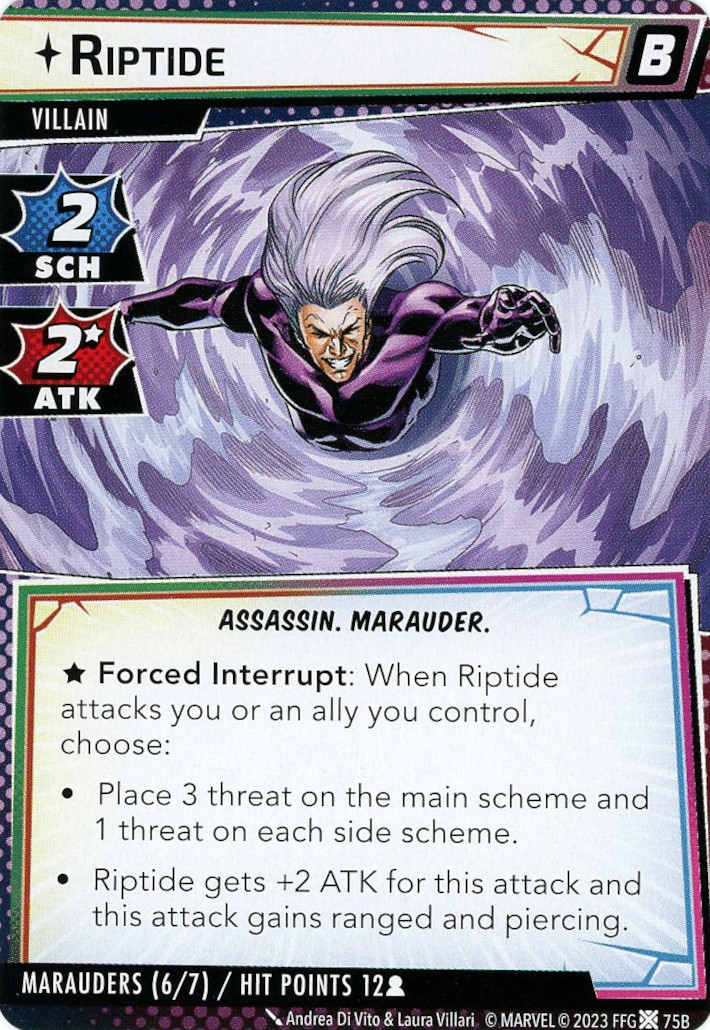 RIPTIDE
B
VILLAIN
2
SCH
2★
ATK
ASSASSIN. MARAUDER.
★ Forced Interrupt: When Riptide
attacks you or an ally you control,
choose:
• Place 3 threat on the main scheme and
1 threat on each side scheme.
• Riptide gets +2 ATK for this attack and
this attack gains ranged and piercing.
MARAUDERS (6/7) / HIT POINTS 12
Andrea Di Vito & Laura Villari © MARVEL © 2023 FFG 75B